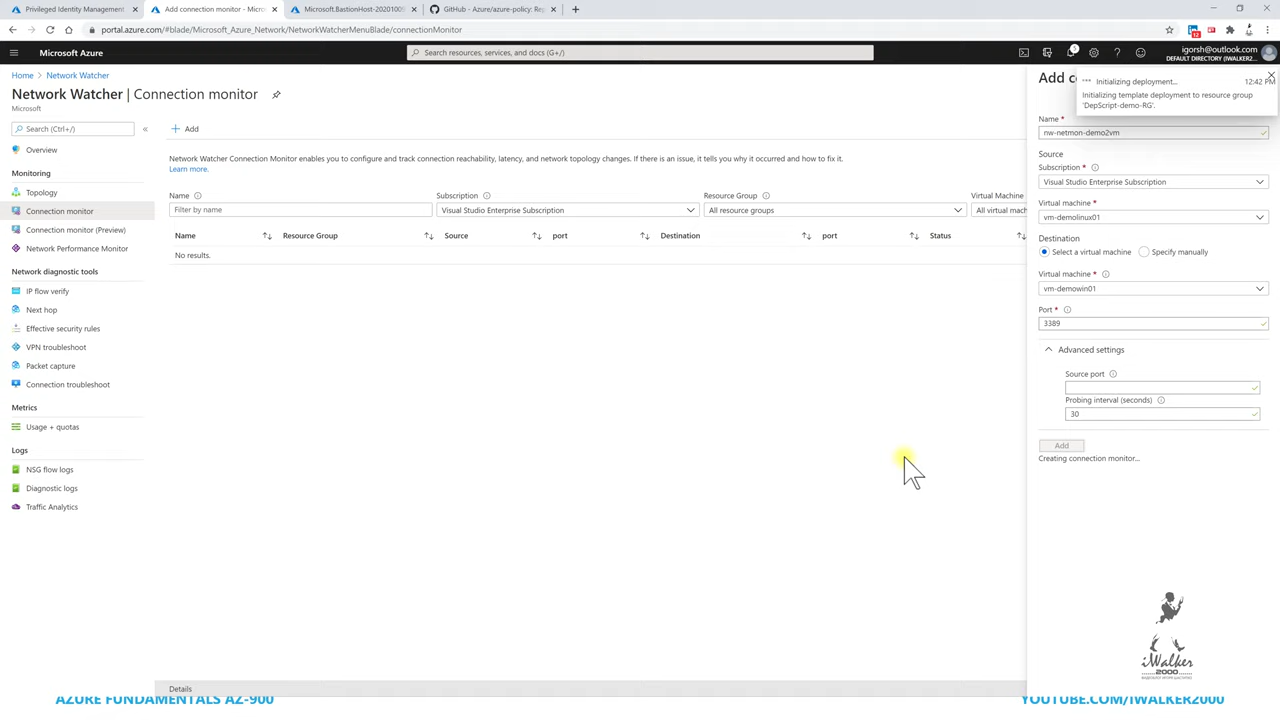 Privileged Identity Management
Add connection monitor - Micros
Microsoft.BastionHost-20201009
GitHub - Azure/azure-policy: Rep
portal.azure.com/#blade/Microsoft_Azure_Network/NetworkWatcherMenuBlade/connectionMonitor
Microsoft Azure
Search resources, services, and docs (G+/)
igorsh@outlook.com
DEFAULT DIRECTORY (IWALKER2...
Home > Network Watcher
Network Watcher | Connection monitor
Microsoft
Search (Ctrl+/)
Overview
Monitoring
Topology
Connection monitor
Connection monitor (Preview)
Network Performance Monitor
Network diagnostic tools
IP flow verify
Next hop
Effective security rules
VPN troubleshoot
Packet capture
Connection troubleshoot
Metrics
Usage + quotas
Logs
NSG flow logs
Diagnostic logs
Traffic Analytics
Add
Network Watcher Connection Monitor enables you to configure and track connection reachability, latency, and network topology changes. If there is an issue, it tells you why it occurred and how to fix it.
Learn more.
Name
Subscription
Resource Group
Virtual Machine
Filter by name
Visual Studio Enterprise Subscription
All resource groups
All virtual mach
Name Resource Group Source port Destination port Status
No results.
Details
Add c
Initializing deployment...
12:42 PM
Initializing template deployment to resource group
'DepScript-demo-RG'.
Name *
nw-netmon-demo2vm
Source
Subscription *
Visual Studio Enterprise Subscription
Virtual machine *
vm-demolinux01
Destination
Select a virtual machine
Specify manually
Virtual machine *
vm-demowin01
Port *
3389
Advanced settings
Source port
Probing interval (seconds)
30
Add
Creating connection monitor...
iWalker
2000
AZURE FUNDAMENTALS AZ-900
YOUTUBE.COM/IWALKER2000